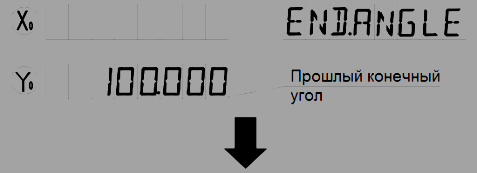 X₀ END.ANGLE
Y₀ 100.000 Прошлый конечный
угол